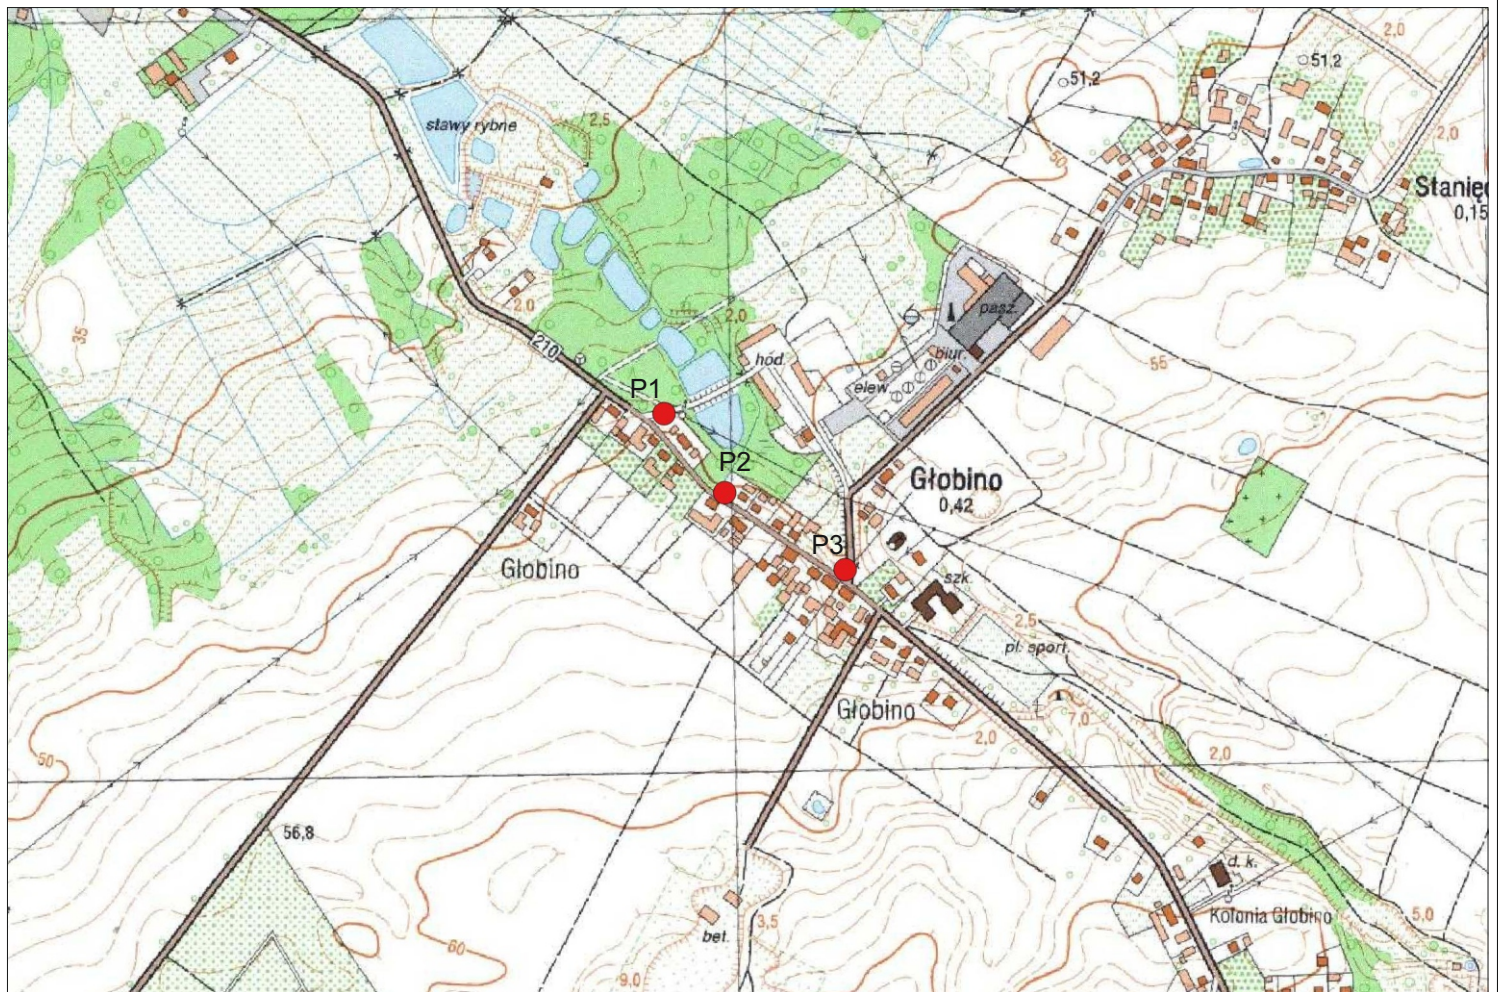 2,0
51,2
51,2
2,5
stawy rybne
2,0
50
Stanię
0,15
35
2,0
2,0
pasz.
210
biur.
hod.
55
elew.
P1
P2
Głobino
0,42
P3
Głobino
szk.
2,5
pl. sport.
Głobino
7,0
2,0
2,0
50
56,8
d. k.
Kolonia Głobino
5,0
3,5
bet.
60
9,0